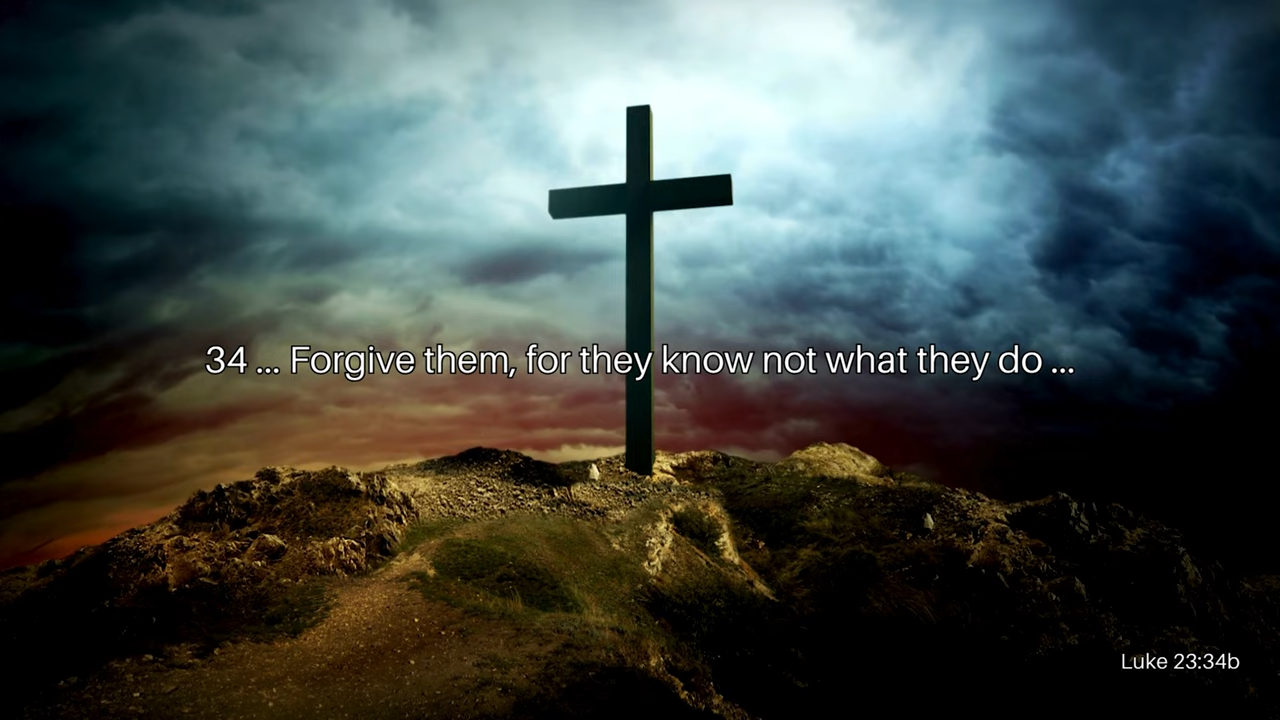 34 ... Forgive them, for they know not what they do ...
Luke 23:34b